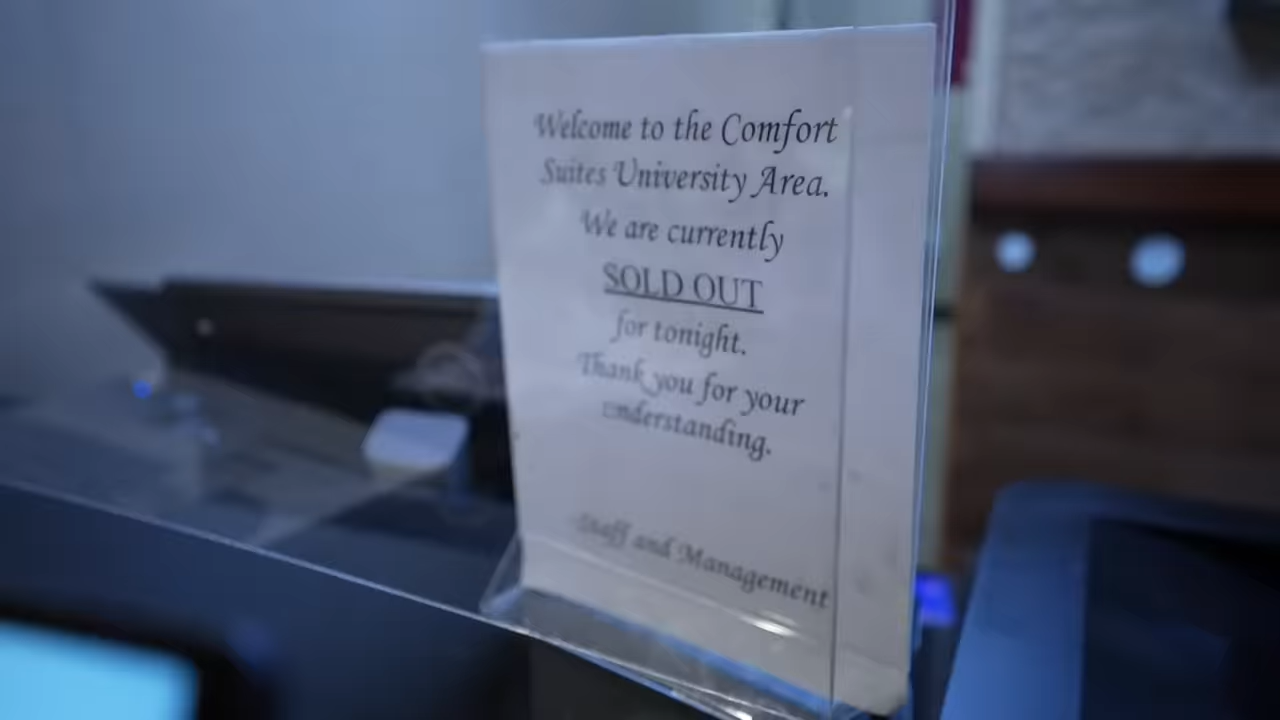 Welcome to the Comfort
Suites University Area.
We are currently
SOLD OUT
for tonight.
Thank you for your
understanding.
Staff and Management